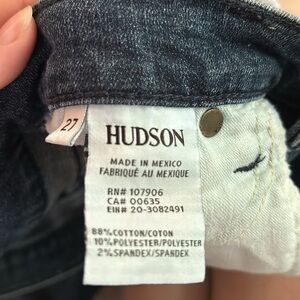 27
HUDSON
MADE IN MEXICO
FABRIQUÉ AU MEXIQUE
RN# 107906
CA# 00635
EIN# 20-3082491
88% COTTON/COTON
10% POLYESTER/POLYESTER
2% SPANDEX/SPANDEX